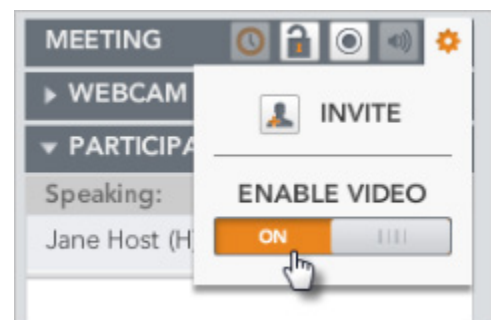 MEETING
WEBCAM
INVITE
PARTICIPA
Speaking:
ENABLE VIDEO
Jane Host (H
ON